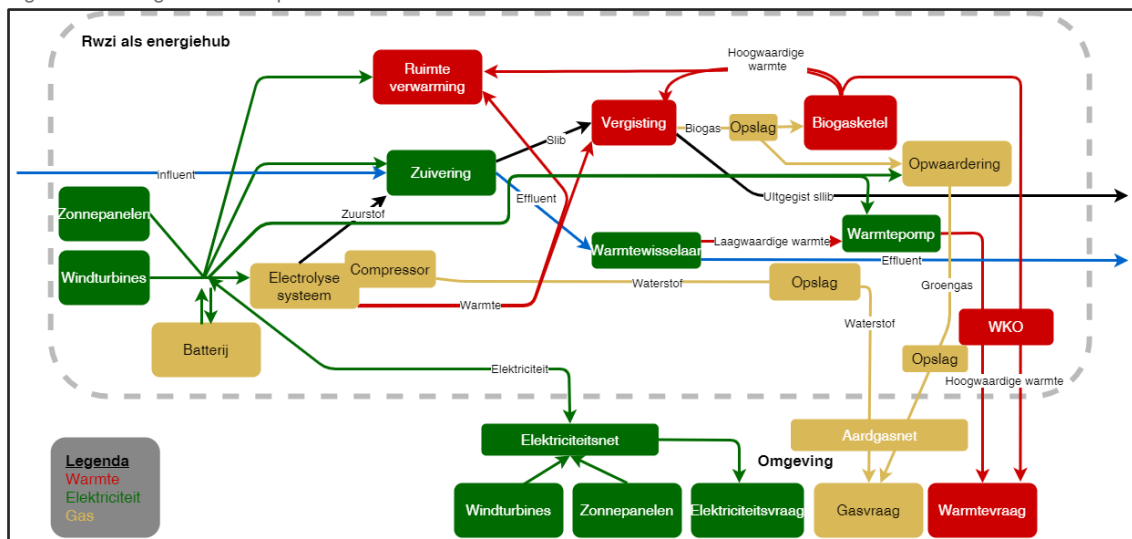 Rwzi als energiehub
Hoogwaardige
warmte
Ruimte
verwarming
Vergisting
Biogas
Opslag
Biogasketel
Slib
Opwaardering
Zuivering
influent
Effluent
Uitgegist sllib
Zonnepanelen
Zuurstof
Warmtepomp
Laagwaardige warmte
Warmtewisselaar
Effluent
Windturbines
Compressor
Electrolyse
systeem
Waterstof
Opslag
Groengas
Warmte
Waterstof
WKO
Batterij
Opslag
Elektriciteit
Hoogwaardige warmte
Elektriciteitsnet
Aardgasnet
Omgeving
Legenda
Warmte
Elektriciteit
Gas
Windturbines
Zonnepanelen
Elektriciteitsvraag
Gasvraag
Warmtevraag